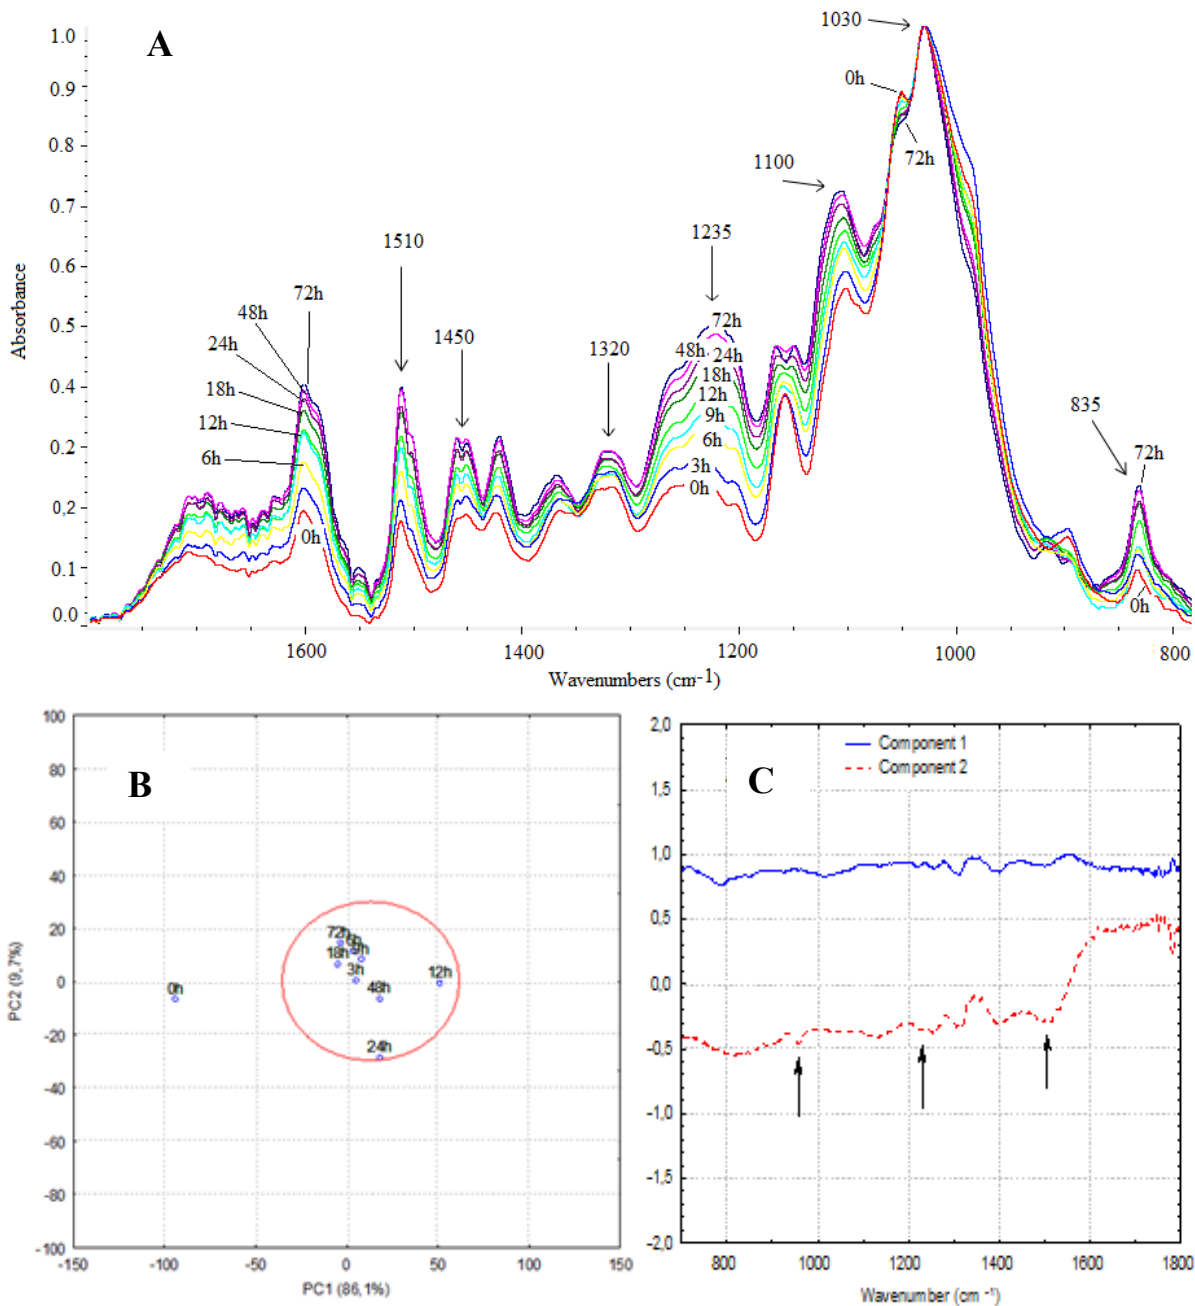 A
1.0
0.9
0.8
0.7
0.6
0.5
0.4
0.2
0.2
0.1
0.0
Absorbance
1030
0h
72h
1100
1235
1510
1450
1320
835
72h
48h
24h
18h
12h
6h
0h
72h
48h
24h
18h
12h
9h
6h
3h
0h
72h
0h
1600
1400
1200
1000
800
Wavenumbers (cm-1)
B
100
80
60
40
20
0
-20
-40
-60
-80
-100
PC2 (9,7%)
0h
72h
6h
9h
18h
3h
48h
12h
24h
-150
-100
-50
0
50
100
150
PC1 (86,1%)
C
Component 1
Component 2
2,0
1,5
1,0
0,5
0,0
-0,5
-1,0
-1,5
-2,0
800
1000
1200
1400
1600
1800
Wavenumber (cm -1)